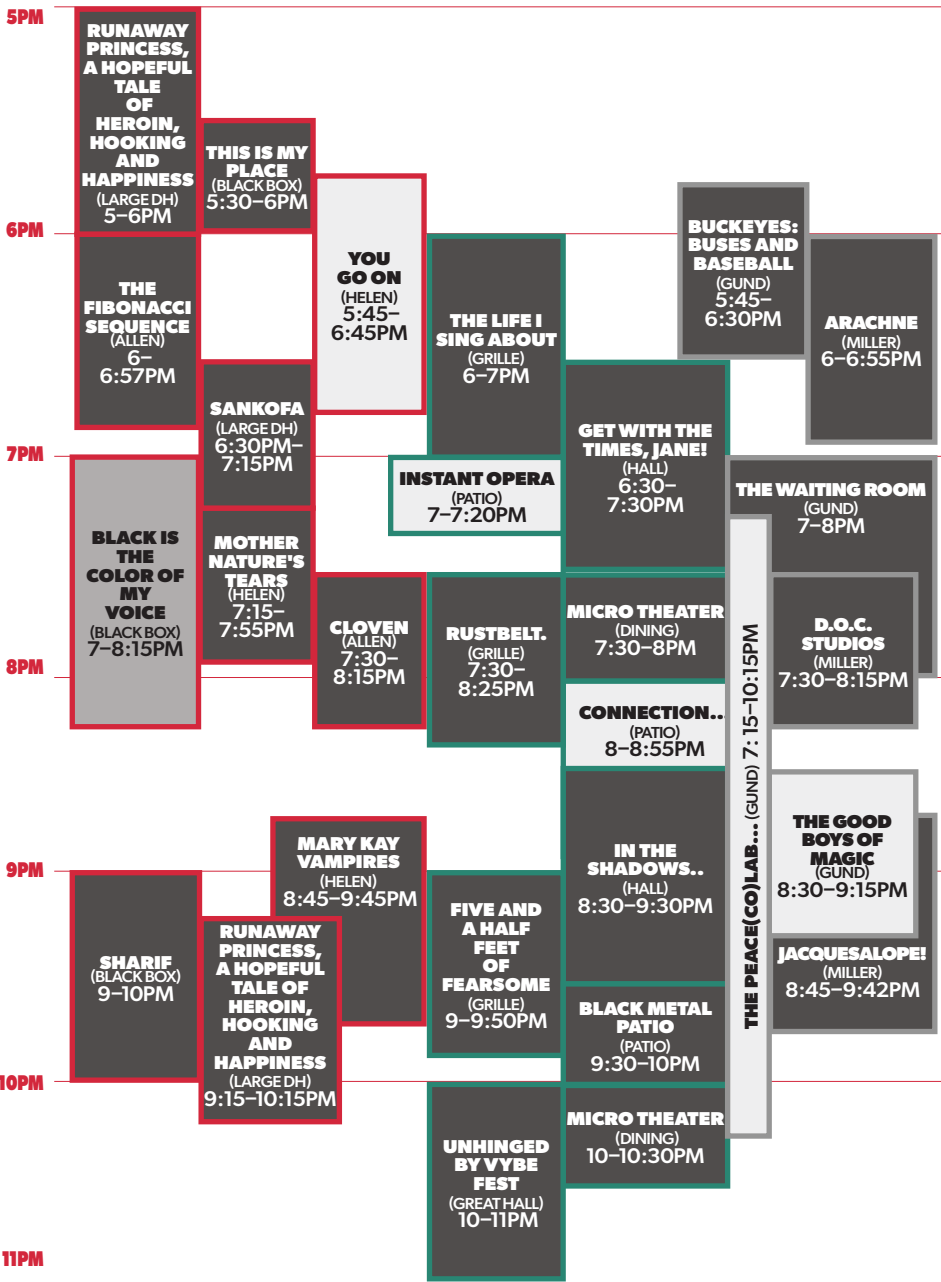 5PM
RUNAWAY
PRINCESS,
A HOPEFUL
TALE
OF
HEROIN,
HOOKING
AND
HAPPINESS
(LARGE DH)
5–6PM
THIS IS MY
PLACE
(BLACK BOX)
5:30–6PM
6PM
YOU
GO ON
(HELEN)
5:45–
6:45PM
BUCKEYES:
BUSES AND
BASEBALL
(GUND)
5:45–
6:30PM
THE
FIBONACCI
SEQUENCE
(ALLEN)
6–
6:57PM
THE LIFE I
SING ABOUT
(GRILLE)
6–7PM
ARACHNE
(MILLER)
6–6:55PM
SANKOFA
(LARGE DH)
6:30PM–
7:15PM
GET WITH THE
TIMES, JANE!
(HALL)
6:30–
7:30PM
7PM
INSTANT OPERA
(PATIO)
7–7:20PM
THE WAITING ROOM
(GUND)
7–8PM
BLACK IS
THE
COLOR OF
MY
VOICE
(BLACK BOX)
7–8:15PM
MOTHER
NATURE'S
TEARS
(HELEN)
7:15–
7:55PM
CLOVEN
(ALLEN)
7:30–
8:15PM
RUSTBELT.
(GRILLE)
7:30–
8:25PM
MICRO THEATER
(DINING)
7:30–8PM
D.O.C.
STUDIOS
(MILLER)
7:30–8:15PM
THE PEACE(CO)LAB... (GUND) 7: 15–10:15PM
8PM
CONNECTION..
(PATIO)
8–8:55PM
THE GOOD
BOYS OF
MAGIC
(GUND)
8:30–9:15PM
MARY KAY
VAMPIRES
(HELEN)
8:45–9:45PM
IN THE
SHADOWS..
(HALL)
8:30–9:30PM
9PM
SHARIF
(BLACK BOX)
9–10PM
RUNAWAY
PRINCESS,
A HOPEFUL
TALE OF
HEROIN,
HOOKING
AND
HAPPINESS
(LARGE DH)
9:15–10:15PM
FIVE AND
A HALF
FEET
OF
FEARSOME
(GRILLE)
9–9:50PM
JACQUESALOPE!
(MILLER)
8:45–9:42PM
BLACK METAL
PATIO
(PATIO)
9:30–10PM
10PM
UNHINGED
BY VYBE
FEST
(GREAT HALL)
10–11PM
MICRO THEATER
(DINING)
10–10:30PM
11PM